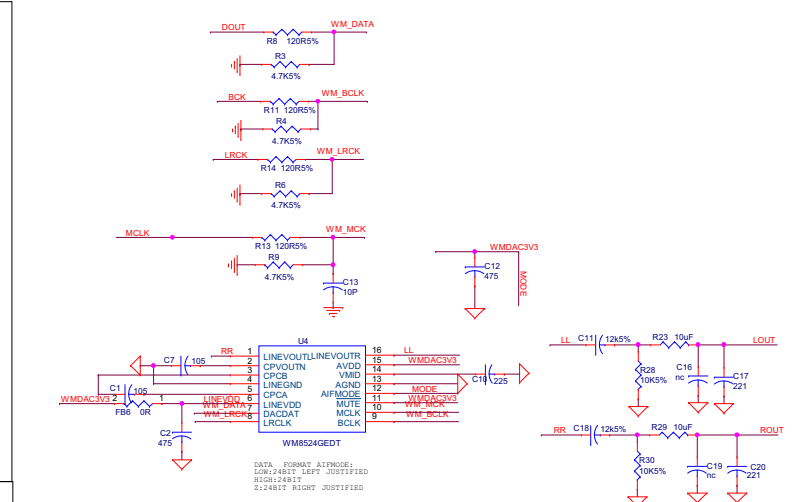 DOUT
WM_DATA
R8 120R5%
R3
4.7K5%
BCK
WM_BCLK
R11 120R5%
R4
4.7K5%
LRCK
WM_LRCK
R14 120R5%
R6
4.7K5%
MCLK
WM_MCK
R13 120R5%
R9
4.7K5%
C13
10P
WMDAC3V3
C12
475
MODE
U4
C7 105
RR
1 LINEVOUTL
2 CPVOUTN
3 CPCB
4 LINEGND
5 CPCA
6 LINEVDD
7 DACDAT
8 LRCLK
LINEVOUTR 16 LL
AVDD 15 WMDAC3V3
VMID 14
AGND 13
AIFMODE 12 MODE
MUTE 11 WMDAC3V3
MCLK 10 WM_MCK
BCLK 9 WM_BCLK
C10 225
C1 105
WMDAC3V3 2 1 LINEVDD
FB6 0R
WM_DATA
WM_LRCK
C2
475
WM8524GEDT
DATA FORMAT AIFMODE:
LOW:24BIT LEFT JUSTIFIED
HIGH:24BIT
Z:24BIT RIGHT JUSTIFIED
LL
C11 12k5%
R23 10uF
LOUT
R28
10K5%
C16
nc
C17
221
RR
C18 12k5%
R29 10uF
ROUT
R30
10K5%
C19
nc
C20
221